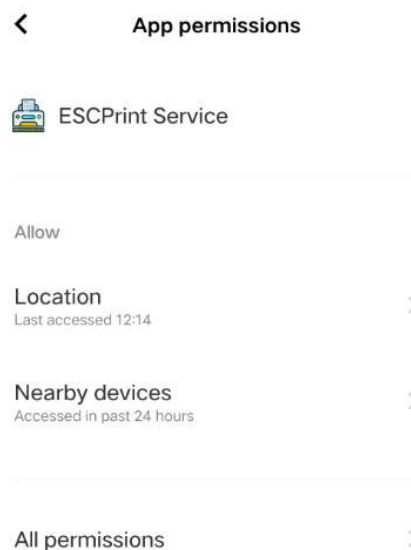 App permissions
ESCPrint Service
Allow
Location
Last accessed 12:14
Nearby devices
Accessed in past 24 hours
All permissions